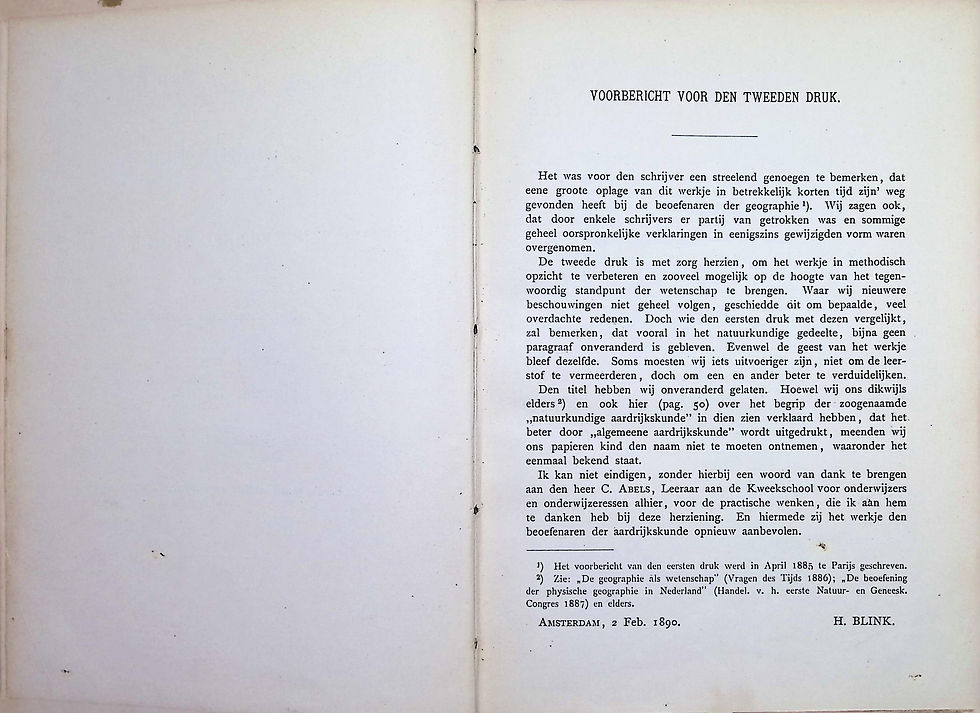 VOORBERICHT VOOR DEN TWEEDEN DRUK.
Het was voor den schrijver een streelend genoegen te bemerken, dat
eene groote oplage van dit werkje in betrekkelijk korten tijd zijn' weg
gevonden heeft bij de beoefenaren der geographie ¹). Wij zagen ook,
dat door enkele schrijvers er partij van getrokken was en sommige
geheel oorspronkelijke verklaringen in eenigszins gewijzigden vorm waren
overgenomen.
De tweede druk is met zorg herzien, om het werkje in methodisch
opzicht te verbeteren en zooveel mogelijk op de hoogte van het tegen-
woordig standpunt der wetenschap te brengen. Waar wij nieuwere
beschouwingen niet geheel volgen, geschiedde dit om bepaalde, veel
overdachte redenen. Doch wie den eersten druk met dezen vergelijkt,
zal bemerken, dat vooral in het natuurkundige gedeelte, bijna geen
paragraaf onveranderd is gebleven. Evenwel de geest van het werkje
bleef dezelfde. Soms moesten wij iets uitvoeriger zijn, niet om de leer-
stof te vermeerderen, doch om een en ander beter te verduidelijken.
Den titel hebben wij onveranderd gelaten. Hoewel wij ons dikwijls
elders ²) en ook hier (pag. 50) over het begrip der zoogenaamde
„natuurkundige aardrijkskunde” in dien zien verklaard hebben, dat het
beter door „algemeene aardrijkskunde” wordt uitgedrukt, meenden wij
ons papieren kind den naam niet te moeten ontnemen, waaronder het
eenmaal bekend staat.
Ik kan niet eindigen, zonder hierbij een woord van dank te brengen
aan den heer C. ABELS, Leeraar aan de Kweekschool voor onderwijzers
en onderwijzeressen alhier, voor de practische wenken, die ik aan hem
te danken heb bij deze herziening. En hiermede zij het werkje den
beoefenaren der aardrijkskunde opnieuw aanbevolen.
¹) Het voorbericht van den eersten druk werd in April 1885 te Parijs geschreven.
²) Zie: „De geographie als wetenschap” (Vragen des Tijds 1886); „De beoefening
der physische geographie in Nederland” (Handel. v. h. eerste Natuur- en Geneesk.
Congres 1887) en elders.
AMSTERDAM, 2 Feb. 1890. H. BLINK.